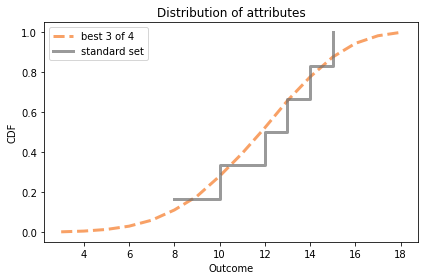 Distribution of attributes
best 3 of 4
standard set
1.0
0.8
0.6
0.4
0.2
0.0
CDF
4 6 8 10 12 14 16 18
Outcome